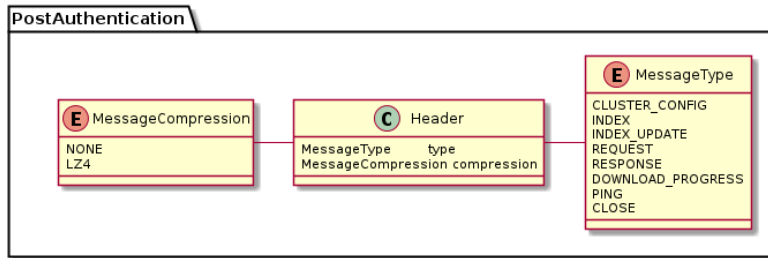 PostAuthentication
E MessageCompression
NONE
LZ4
C Header
MessageType type
MessageCompression compression
E MessageType
CLUSTER_CONFIG
INDEX
INDEX_UPDATE
REQUEST
RESPONSE
DOWNLOAD_PROGRESS
PING
CLOSE